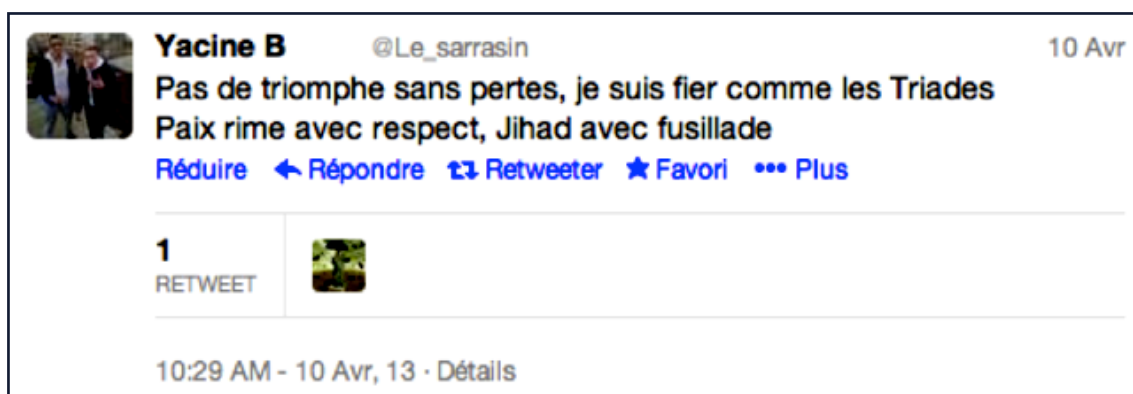 Yacine B @Le_sarrasin 10 Avr
Pas de triomphe sans pertes, je suis fier comme les Triades
Paix rime avec respect, Jihad avec fusillade
Réduire Répondre Retweeter Favori ••• Plus
1
RETWEET
10:29 AM - 10 Avr, 13 · Détails